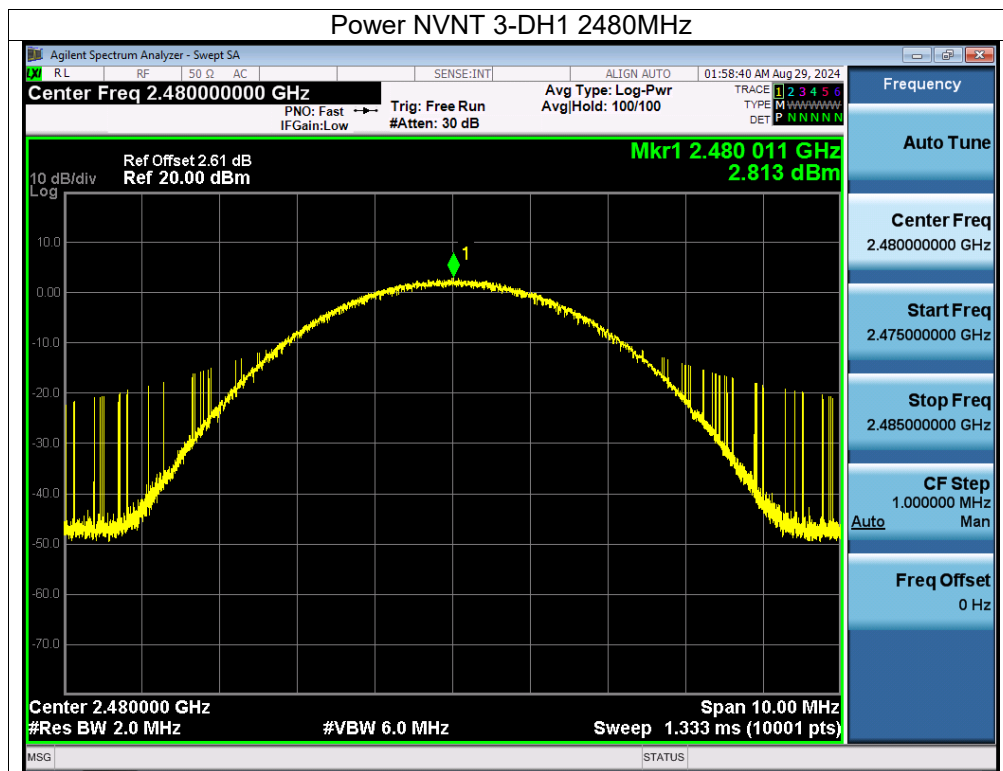 Power NVNT 3-DH1 2480MHz
Agilent Spectrum Analyzer - Swept SA
LXI RL RF 50 Ω AC SENSE:INT ALIGN AUTO 01:58:40 AM Aug 29, 2024
Center Freq 2.480000000 GHz
PNO: Fast
IFGain:Low
Trig: Free Run
#Atten: 30 dB
Avg Type: Log-Pwr
Avg|Hold: 100/100
TRACE 1 2 3 4 5 6
TYPE M WWWWW
DET P N N N N N
Ref Offset 2.61 dB
10 dB/div Ref 20.00 dBm
Log
Mkr1 2.480 011 GHz
2.813 dBm
1
10.0
0.00
-10.0
-20.0
-30.0
-40.0
-50.0
-60.0
-70.0
Center 2.480000 GHz Span 10.00 MHz
#Res BW 2.0 MHz #VBW 6.0 MHz Sweep 1.333 ms (10001 pts)
MSG STATUS
Frequency
Auto Tune
Center Freq
2.480000000 GHz
Start Freq
2.475000000 GHz
Stop Freq
2.485000000 GHz
CF Step
1.000000 MHz
Auto Man
Freq Offset
0 Hz